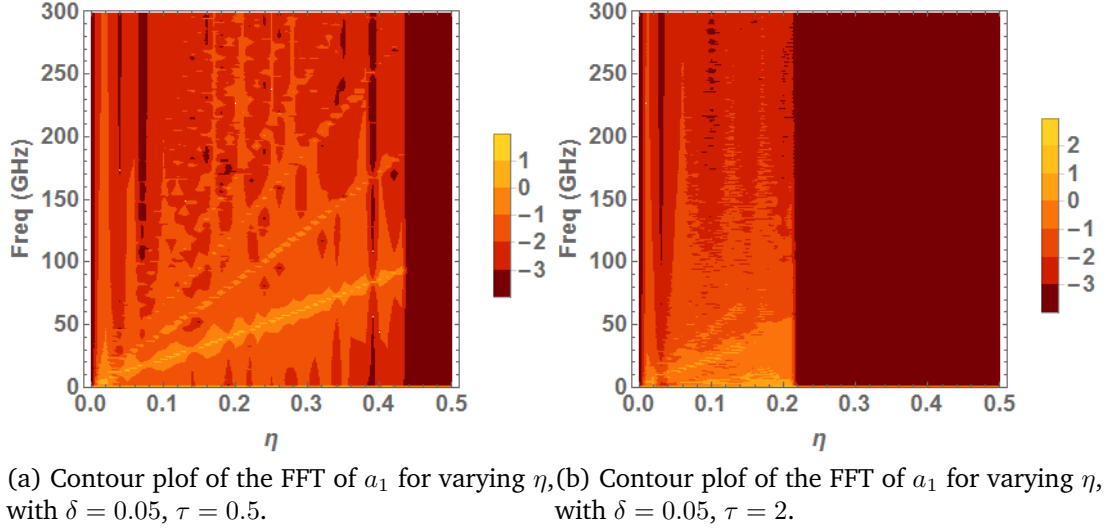 300
250
200
150
100
50
0
Freq (GHz)
0.0 0.1 0.2 0.3 0.4 0.5
η
1
0
−1
−2
−3
300
250
200
150
100
50
0
Freq (GHz)
0.0 0.1 0.2 0.3 0.4 0.5
η
2
1
0
−1
−2
−3
(a) Contour plof of the FFT of a₁ for varying η,
with δ = 0.05, τ = 0.5.
(b) Contour plof of the FFT of a₁ for varying η,
with δ = 0.05, τ = 2.